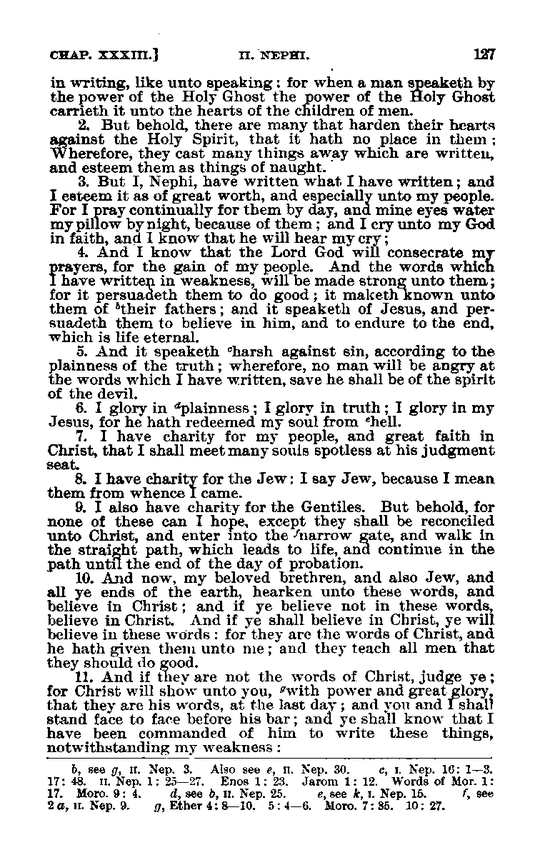 CHAP. XXXIII.] II. NEPHI. 127
in writing, like unto speaking; for when a man speaketh by
the power of the Holy Ghost the power of the Holy Ghost
carrieth it unto the hearts of the children of men.
2. But behold, there are many that harden their hearts
against the Holy Spirit, that it hath no place in them;
Wherefore, they cast many things away which are written,
and esteem them as things of naught.
3. But I, Nephi, have written what I have written; and
I esteem it as of great worth, and especially unto my people.
For I pray continually for them by day, and mine eyes water
my pillow by night, because of them; and I cry unto my God
in faith, and I know that he will hear my cry;
4. And I know that the Lord God will consecrate my
prayers, for the gain of my people. And the words which
I have written in weakness, will be made strong unto them;
for it persuadeth them to do good; it maketh known unto
them of ᵇtheir fathers; and it speaketh of Jesus, and per-
suadeth them to believe in him, and to endure to the end,
which is life eternal.
5. And it speaketh ᶜharsh against sin, according to the
plainness of the truth; wherefore, no man will be angry at
the words which I have written, save he shall be of the spirit
of the devil.
6. I glory in ᵈplainness; I glory in truth; I glory in my
Jesus, for he hath redeemed my soul from ᵉhell.
7. I have charity for my people, and great faith in
Christ, that I shall meet many souls spotless at his judgment
seat.
8. I have charity for the Jew: I say Jew, because I mean
them from whence I came.
9. I also have charity for the Gentiles. But behold, for
none of these can I hope, except they shall be reconciled
unto Christ, and enter into the ᶠnarrow gate, and walk in
the straight path, which leads to life, and continue in the
path until the end of the day of probation.
10. And now, my beloved brethren, and also Jew, and
all ye ends of the earth, hearken unto these words, and
believe in Christ; and if ye believe not in these words,
believe in Christ. And if ye shall believe in Christ, ye will
believe in these words: for they are the words of Christ, and
he hath given them unto me; and they teach all men that
they should do good.
11. And if they are not the words of Christ, judge ye;
for Christ will show unto you, ᵍwith power and great glory,
that they are his words, at the last day; and you and I shall
stand face to face before his bar; and ye shall know that I
have been commanded of him to write these things,
notwithstanding my weakness:
b, see g, II. Nep. 3. Also see e, II. Nep. 30. c, I. Nep. 16: 1—3.
17: 48. II. Nep. 1: 25—27. Enos 1: 23. Jarom 1: 12. Words of Mor. 1:
17. Moro. 9: 4. d, see b, II. Nep. 25. e, see k, I. Nep. 15. f, see
2 a, II. Nep. 9. g, Ether 4: 8—10. 5: 4—6. Moro. 7: 35. 10: 27.